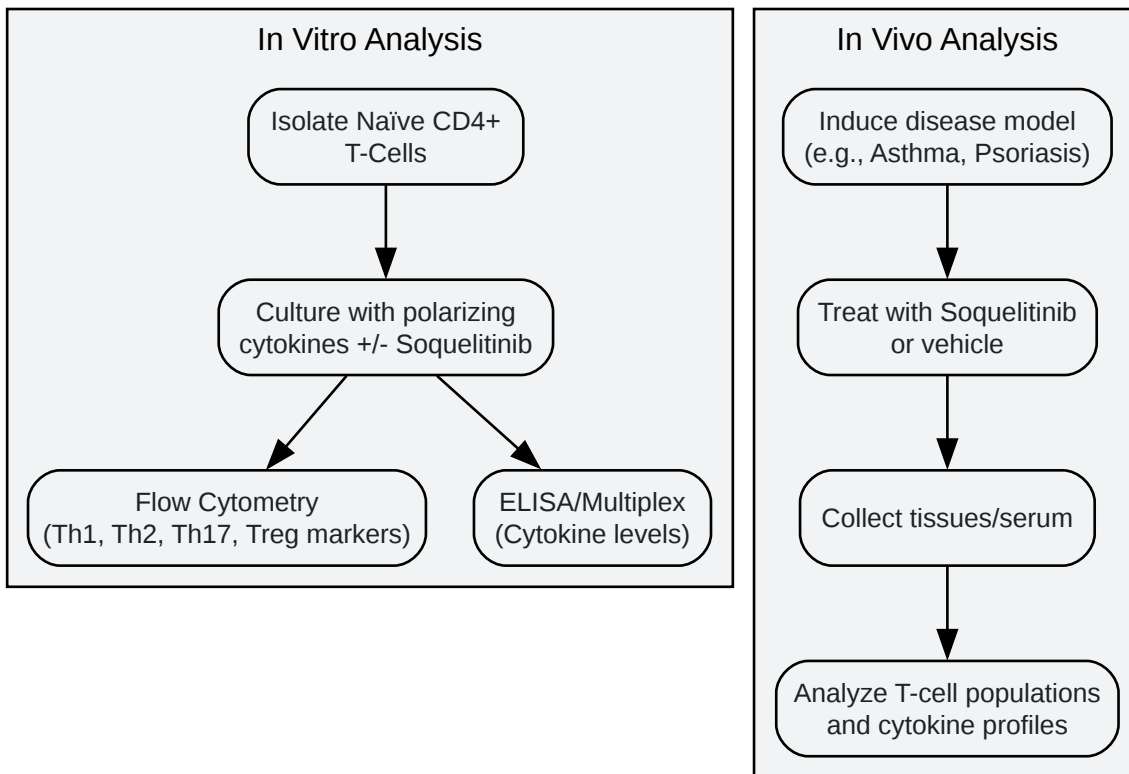 In Vitro Analysis
Isolate Naïve CD4+
T-Cells
Culture with polarizing
cytokines +/- Soquelitinib
Flow Cytometry
(Th1, Th2, Th17, Treg markers)
ELISA/Multiplex
(Cytokine levels)
In Vivo Analysis
Induce disease model
(e.g., Asthma, Psoriasis)
Treat with Soquelitinib
or vehicle
Collect tissues/serum
Analyze T-cell populations
and cytokine profiles